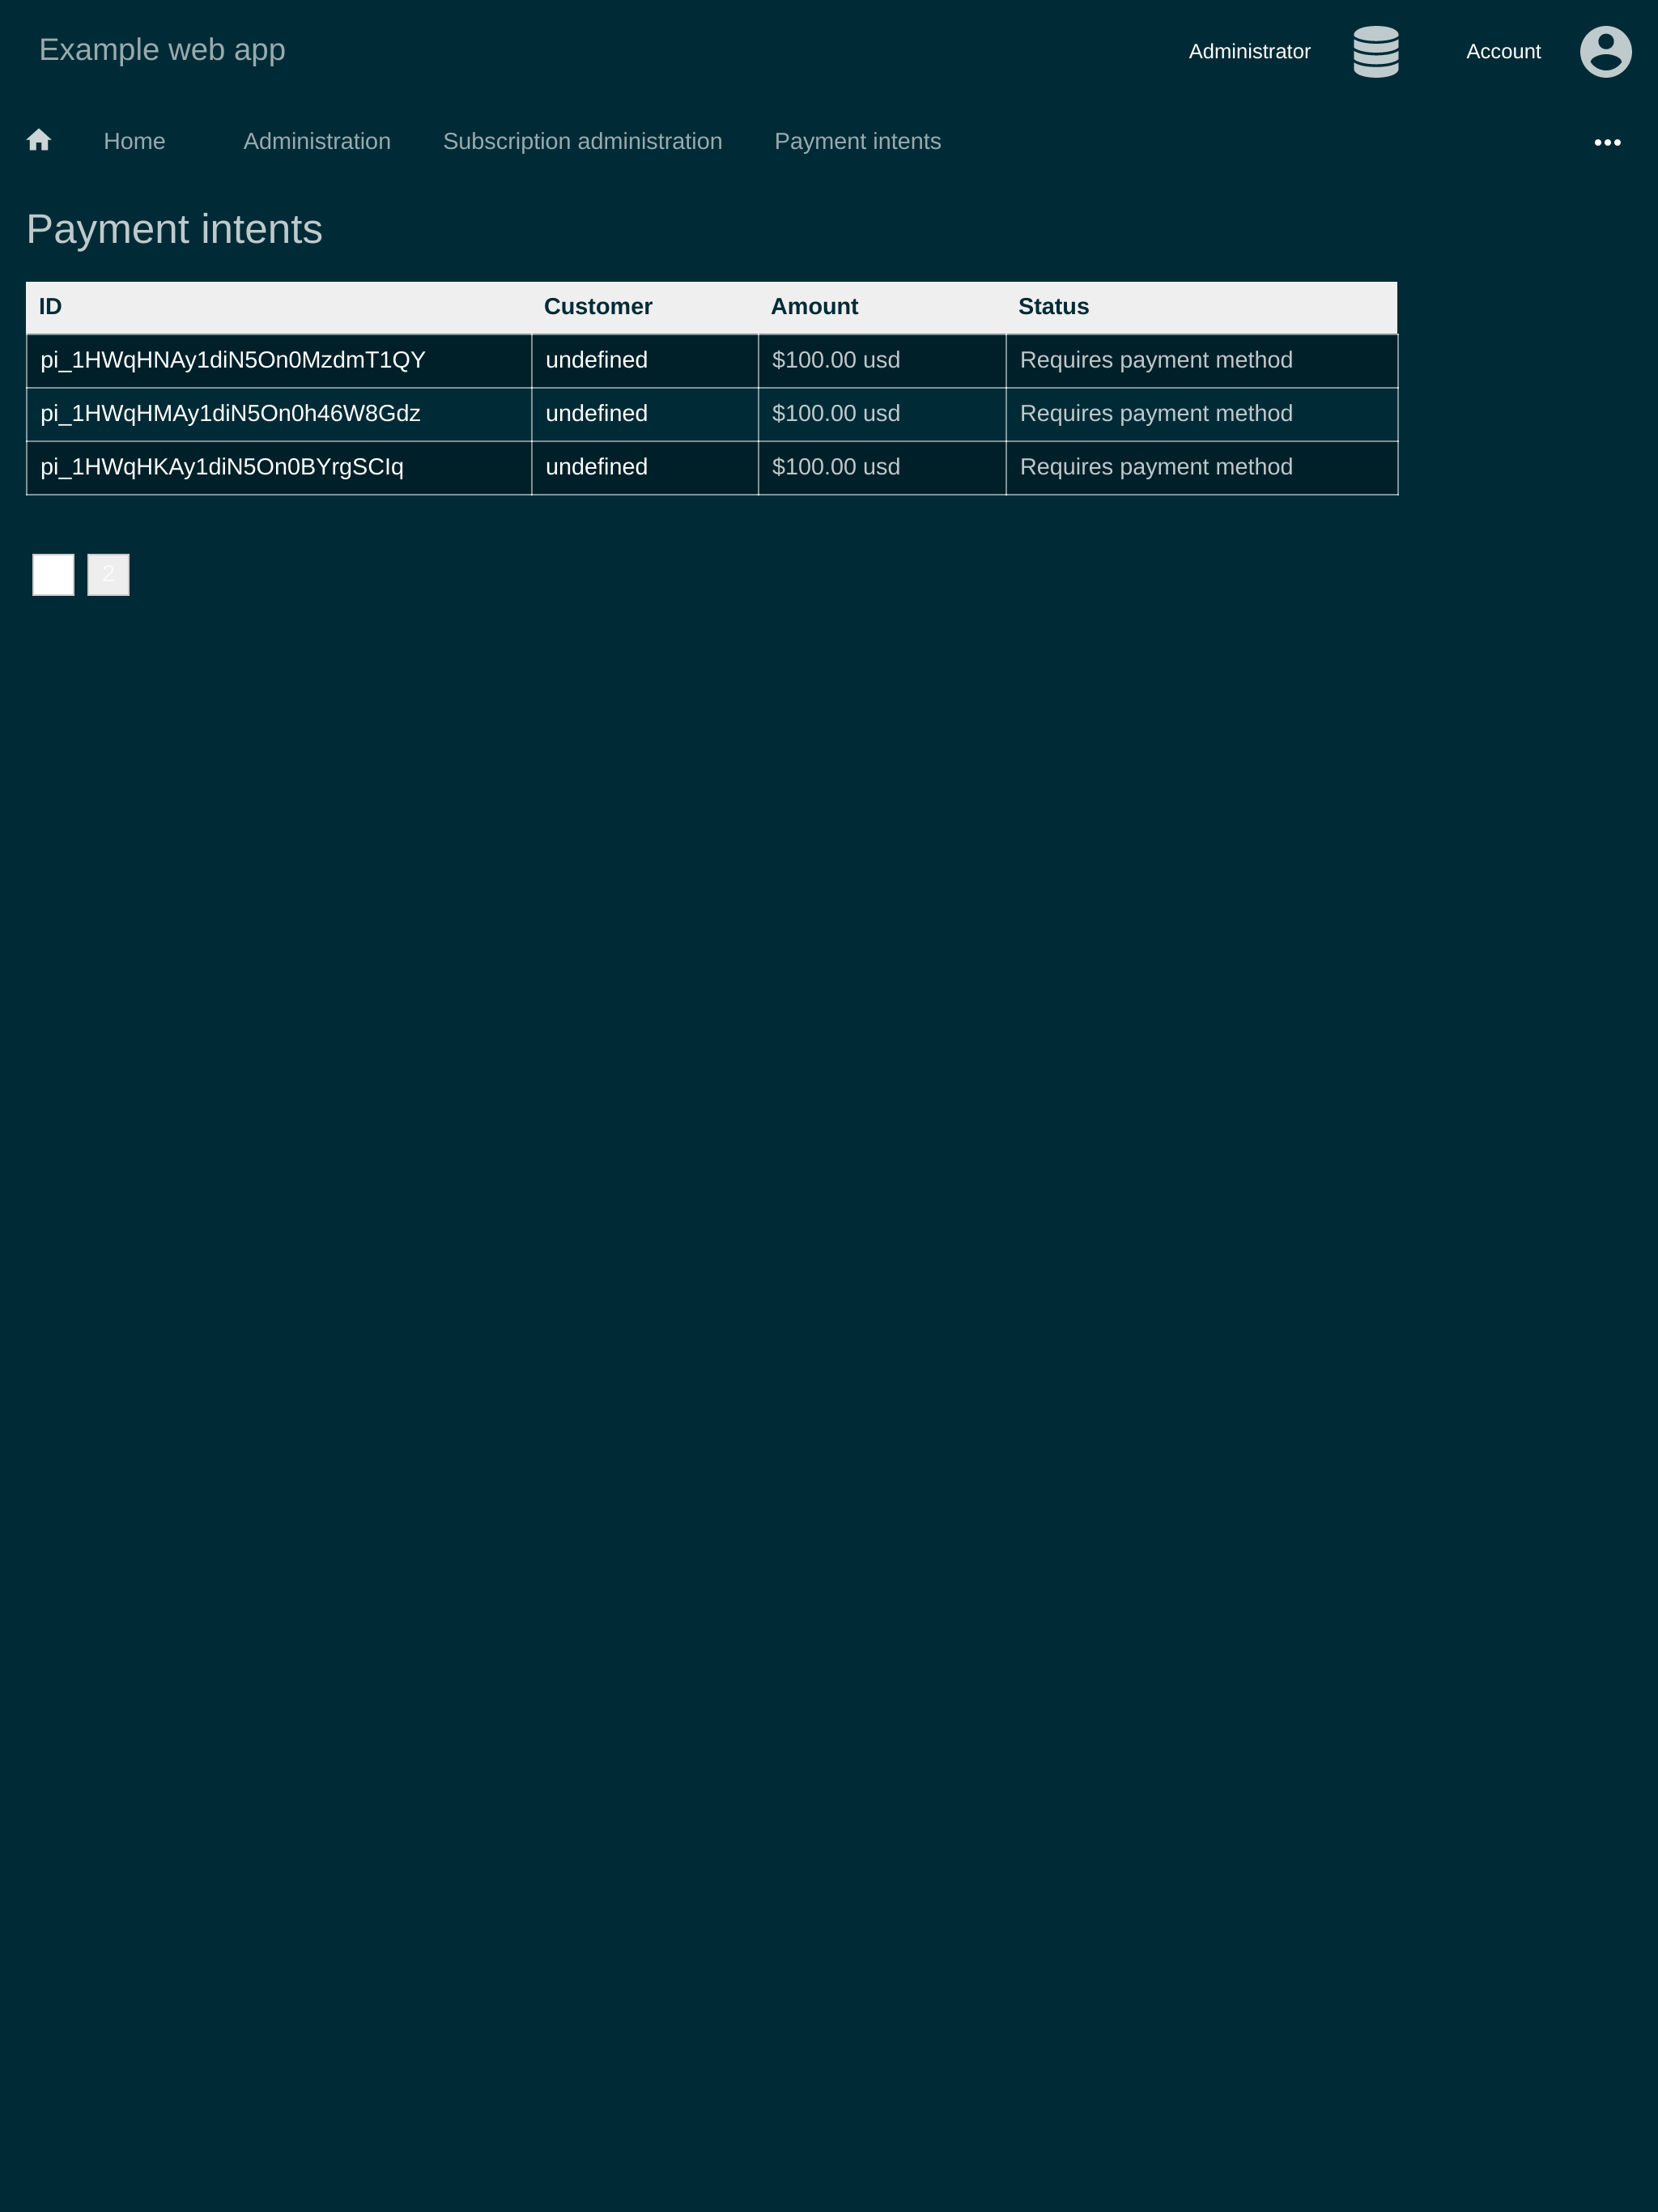 Example web app
Administrator Account
Home Administration Subscription administration Payment intents
Payment intents
ID Customer Amount Status
pi_1HWqHNAy1diN5On0MzdmT1QY undefined $100.00 usd Requires payment method
pi_1HWqHMAy1diN5On0h46W8Gdz undefined $100.00 usd Requires payment method
pi_1HWqHKAy1diN5On0BYrgSCIq undefined $100.00 usd Requires payment method
2